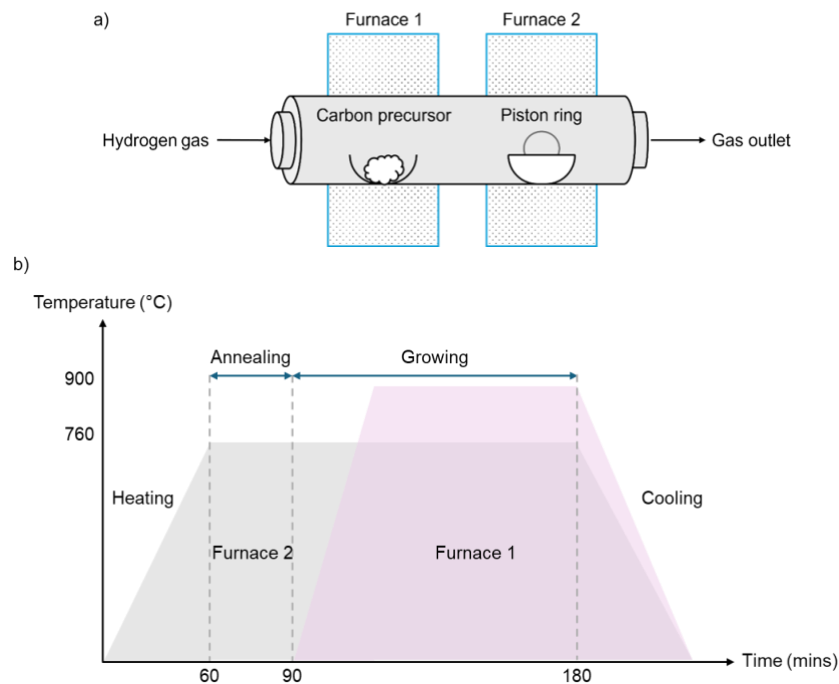 a)
Furnace 1
Furnace 2
Carbon precursor
Piston ring
Hydrogen gas
Gas outlet
b)
Temperature (°C)
Annealing
Growing
900
760
Heating
Cooling
Furnace 2
Furnace 1
Time (mins)
60
90
180